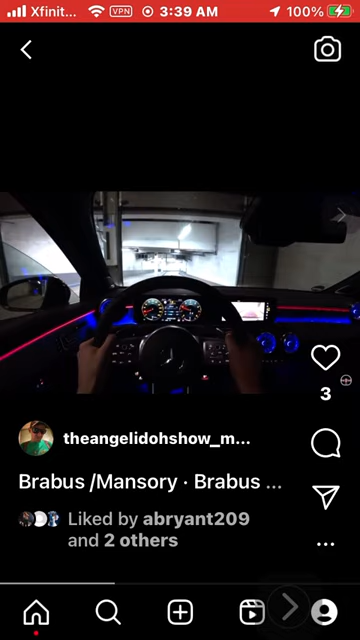 Xfinit... VPN 3:39 AM 100%
3
theangelidohshow_m...
Brabus /Mansory · Brabus ...
Liked by abryant209
and 2 others